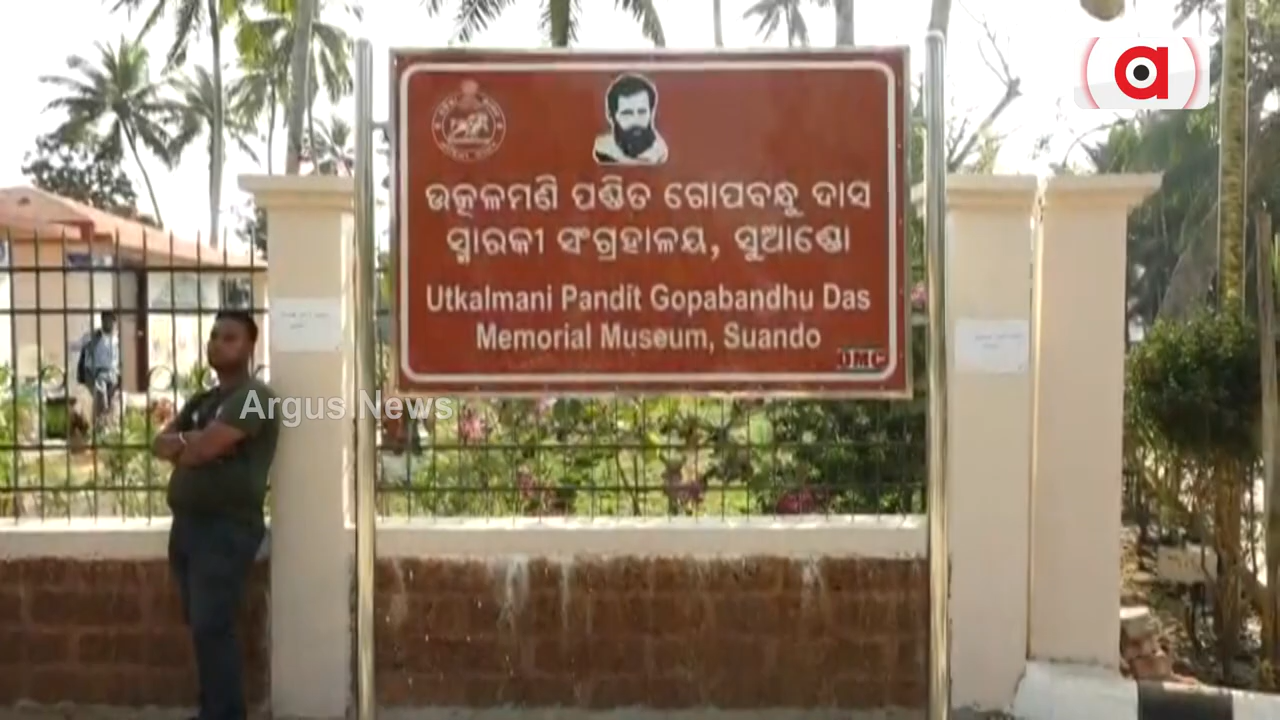 ଉତ୍କଳମଣି ପଣ୍ଡିତ ଗୋପବନ୍ଧୁ ଦାସ
ସ୍ମାରକୀ ସଂଗ୍ରହାଳୟ, ସୁଆଣ୍ଡୋ
Utkalmani Pandit Gopabandhu Das
Memorial Museum, Suando
OMC
Argus News
a